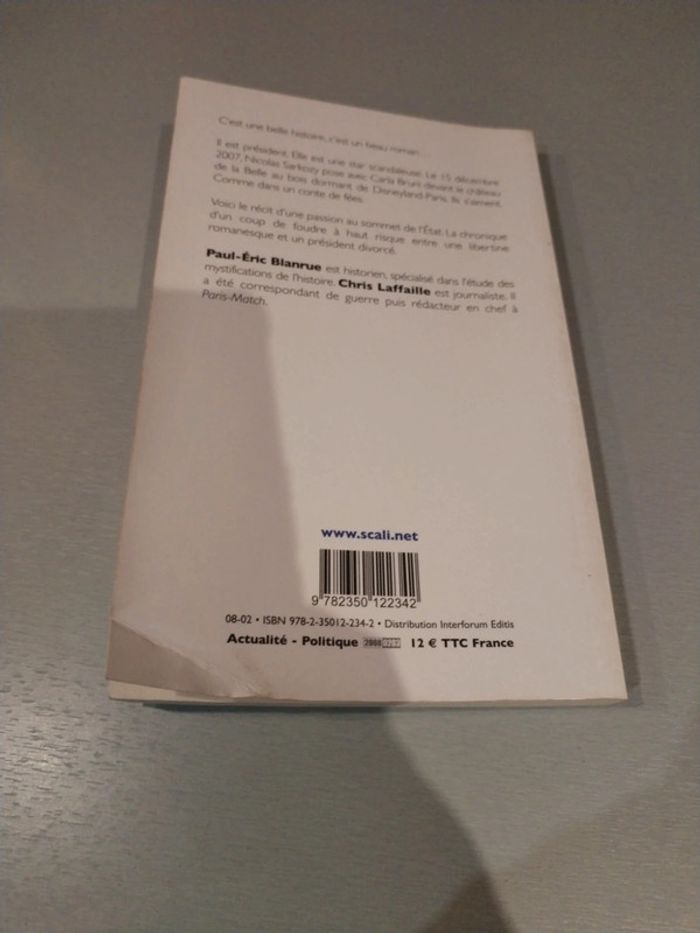 C'est une belle histoire, c'est un beau roman...
Il est président. Elle est une star scandaleuse. Le 15 décembre
2007, Nicolas Sarkozy pose avec Carla Bruni devant le château
de la Belle au bois dormant de Disneyland-Paris. Ils s'aiment.
Comme dans un conte de fées.
Voici le récit d'une passion au sommet de l'État. La chronique
d'un coup de foudre à haut risque entre une libertine
romanesque et un président divorcé.
Paul-Éric Blanrue est historien, spécialisé dans l'étude des
mystifications de l'histoire. Chris Laffaille est journaliste. Il
a été correspondant de guerre puis rédacteur en chef à
Paris-Match.
www.scali.net
9 782350 122342
08-02 • ISBN 978-2-35012-234-2 • Distribution Interforum Editis
Actualité - Politique 12 € TTC France